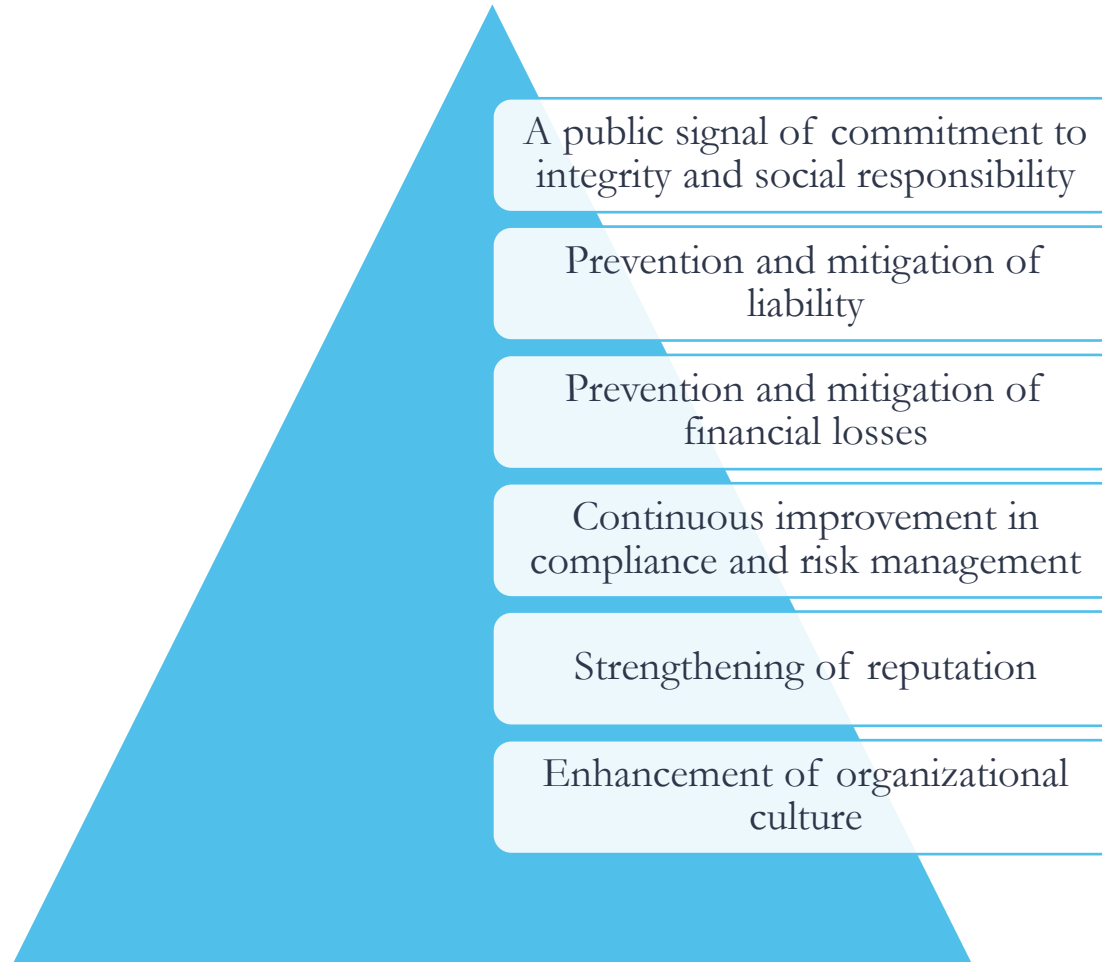 A public signal of commitment to
integrity and social responsibility
Prevention and mitigation of
liability
Prevention and mitigation of
financial losses
Continuous improvement in
compliance and risk management
Strengthening of reputation
Enhancement of organizational
culture